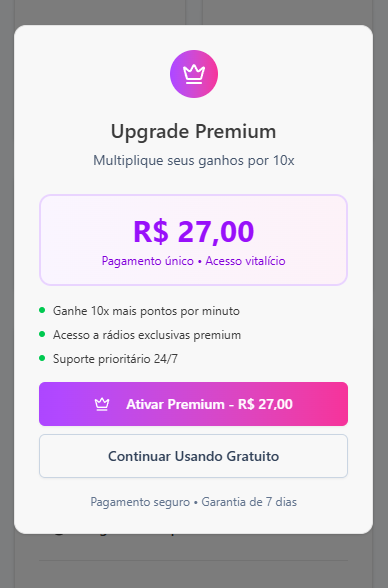 Upgrade Premium
Multiplique seus ganhos por 10x
R$ 27,00
Pagamento único • Acesso vitalício
Ganhe 10x mais pontos por minuto
Acesso a rádios exclusivas premium
Suporte prioritário 24/7
Ativar Premium - R$ 27,00
Continuar Usando Gratuito
Pagamento seguro • Garantia de 7 dias